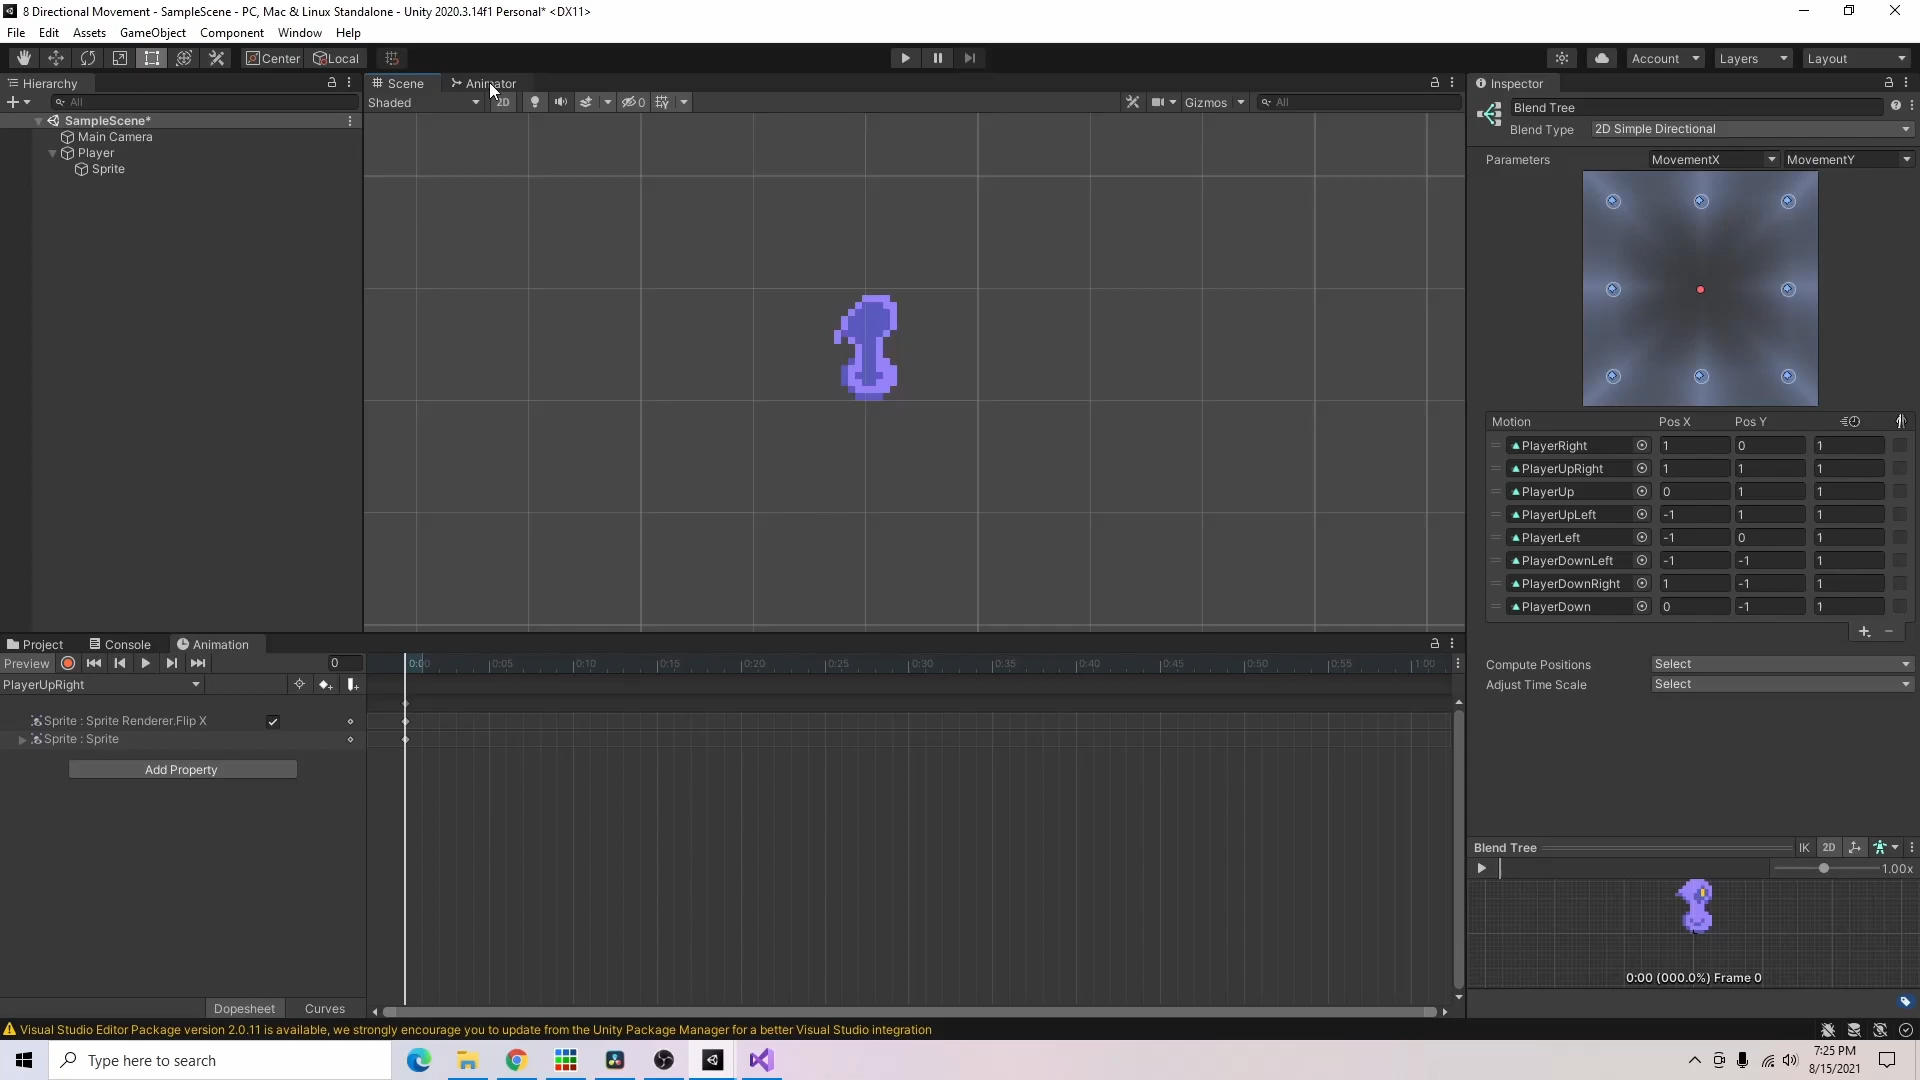 8 Directional Movement - SampleScene - PC, Mac & Linux Standalone - Unity 2020.3.14f1 Personal* <DX11>
File Edit Assets GameObject Component Window Help
Center Local
Account Layers Layout
Hierarchy
Scene Animator
Inspector
All
Shaded 2D 0 Gizmos All
SampleScene*
Main Camera
Player
Sprite
Blend Tree
Blend Type 2D Simple Directional
Parameters MovementX MovementY
Motion Pos X Pos Y
PlayerRight 1 0 1
PlayerUpRight 1 1 1
PlayerUp 0 1 1
PlayerUpLeft -1 1 1
PlayerLeft -1 0 1
PlayerDownLeft -1 -1 1
PlayerDownRight 1 -1 1
PlayerDown 0 -1 1
Compute Positions Select
Adjust Time Scale Select
Project Console Animation
Preview 0
0:00 0:05 0:10 0:15 0:20 0:25 0:30 0:35 0:40 0:45 0:50 0:55 1:00
PlayerUpRight
Sprite : Sprite Renderer.Flip X
Sprite : Sprite
Add Property
Dopesheet Curves
Blend Tree IK 2D
1.00x
0:00 (000.0%) Frame 0
Visual Studio Editor Package version 2.0.11 is available, we strongly encourage you to update from the Unity Package Manager for a better Visual Studio integration
Type here to search
7:25 PM
8/15/2021